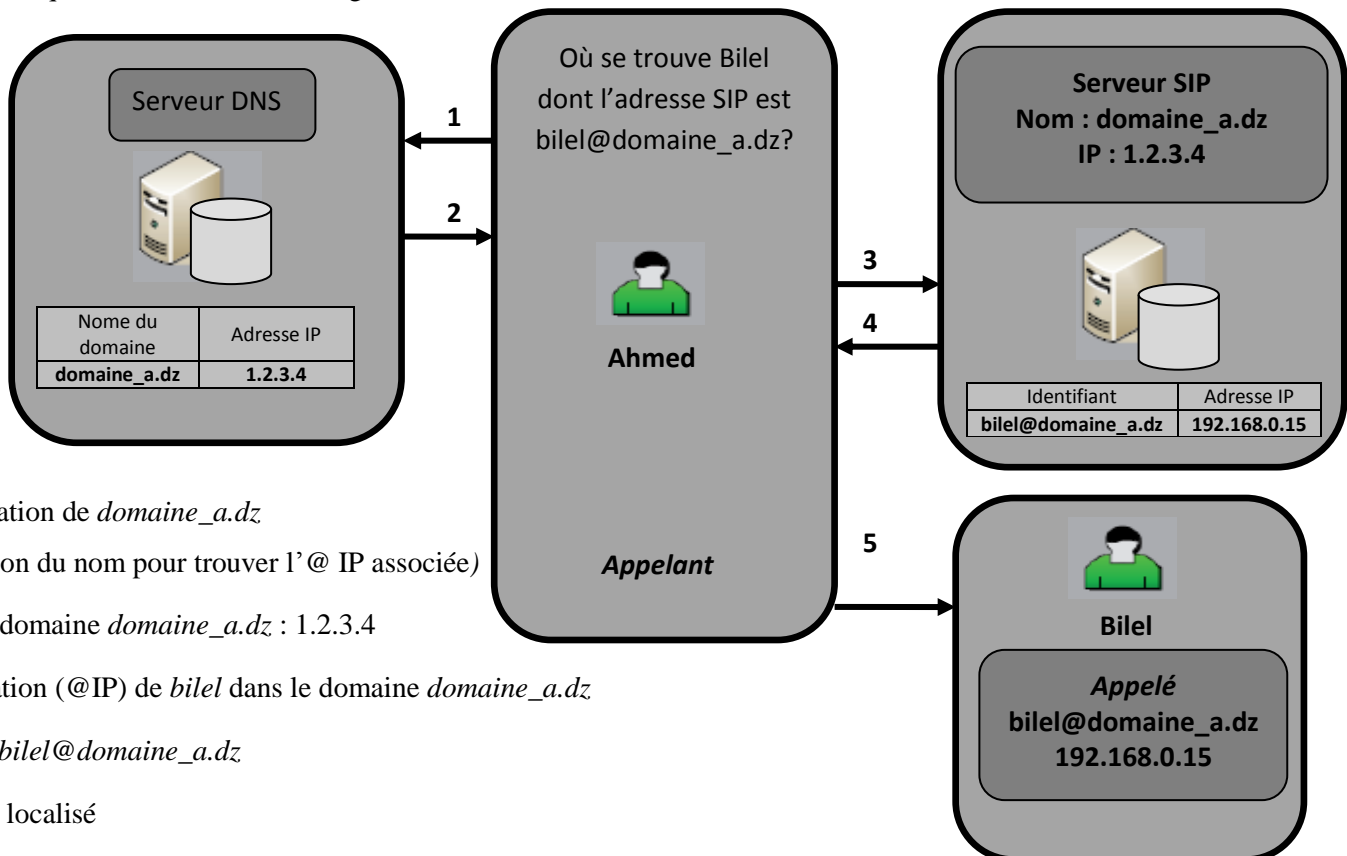 Serveur DNS
Nome du
domaine
Adresse IP
domaine_a.dz
1.2.3.4
1
2
Où se trouve Bilel
dont l'adresse SIP est
bilel@domaine_a.dz?
Ahmed
Appelant
3
4
5
Serveur SIP
Nom : domaine_a.dz
IP : 1.2.3.4
Identifiant
Adresse IP
bilel@domaine_a.dz
192.168.0.15
Bilel
Appelé
bilel@domaine_a.dz
192.168.0.15
ation de domaine_a.dz
on du nom pour trouver l'@ IP associée)
domaine domaine_a.dz : 1.2.3.4
ation (@IP) de bilel dans le domaine domaine_a.dz
bilel@domaine_a.dz
localisé